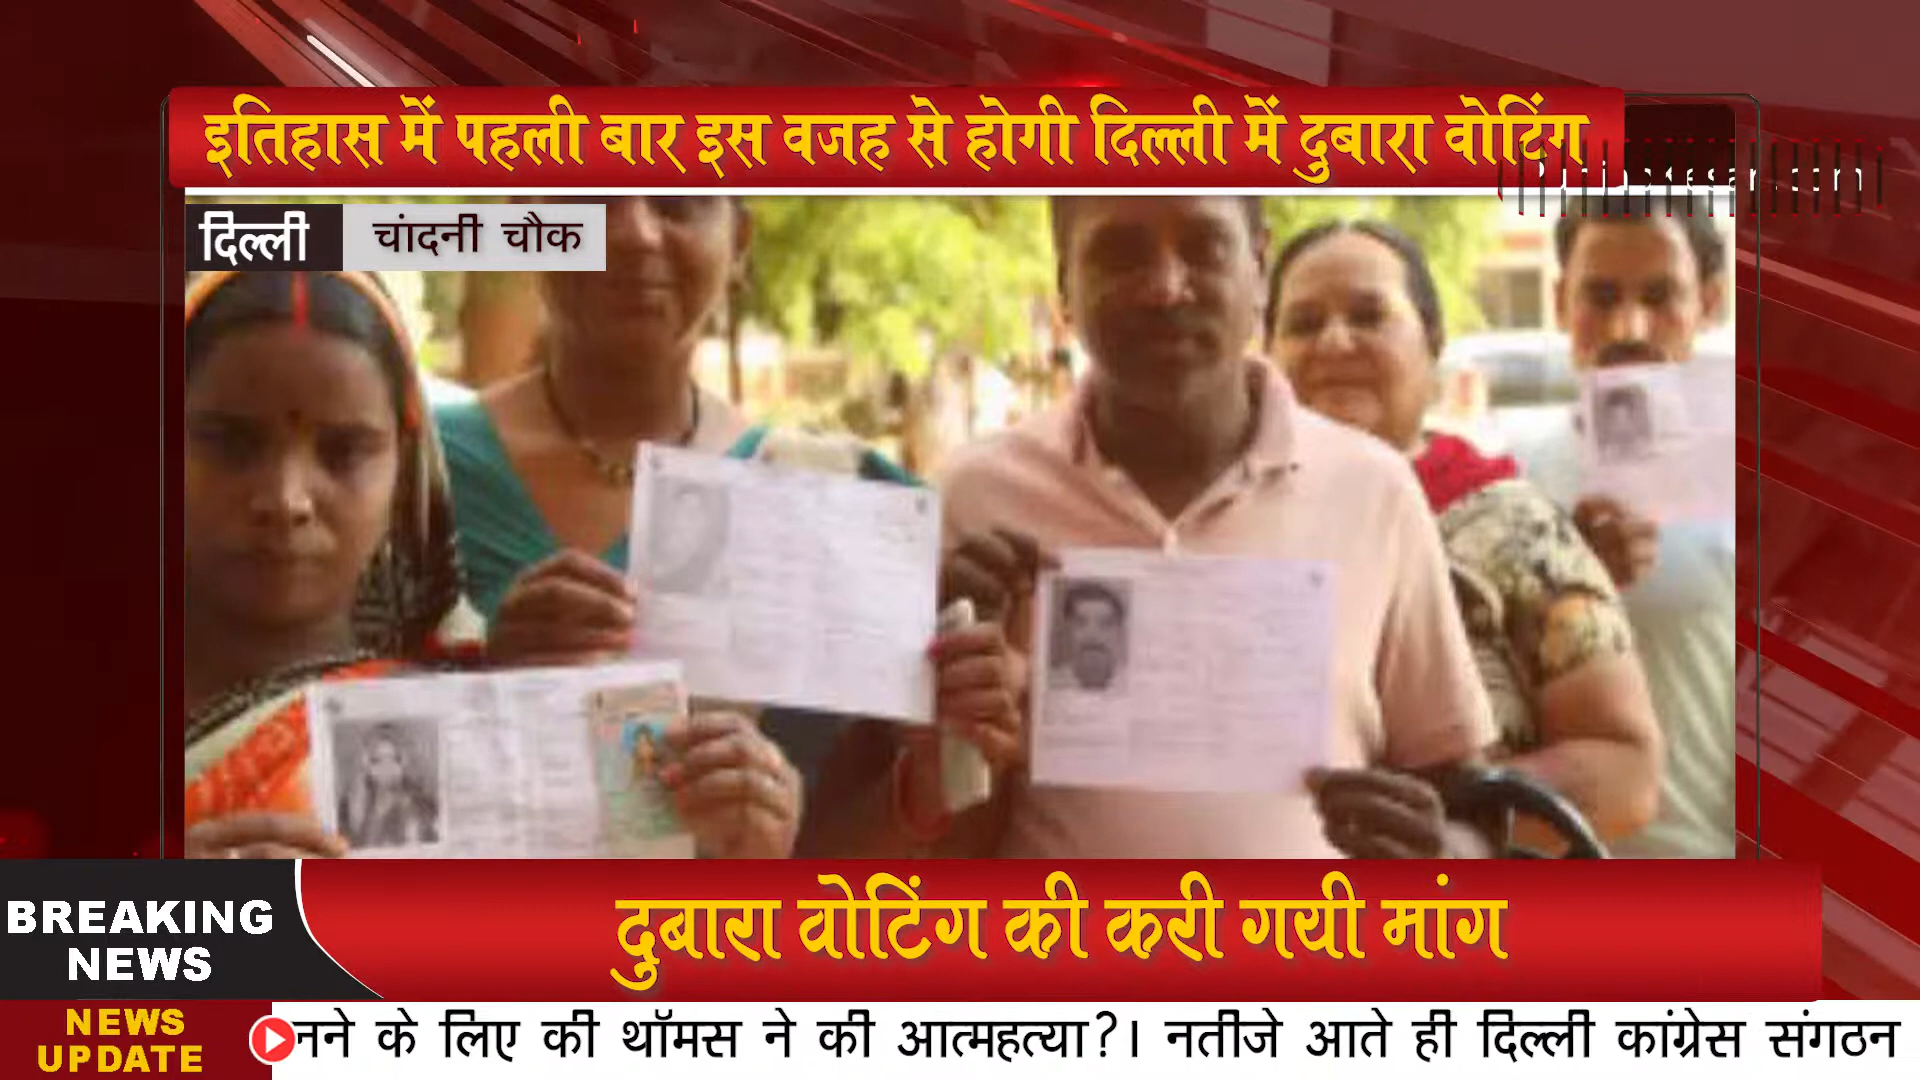 इतिहास में पहली बार इस वजह से होगी दिल्ली में दुबारा वोटिंग
दिल्ली चांदनी चौक
BREAKING
NEWS
दुबारा वोटिंग की करी गयी मांग
NEWS
UPDATE
नने के लिए की थॉमस ने की आत्महत्या?। नतीजे आते ही दिल्ली कांग्रेस संगठन